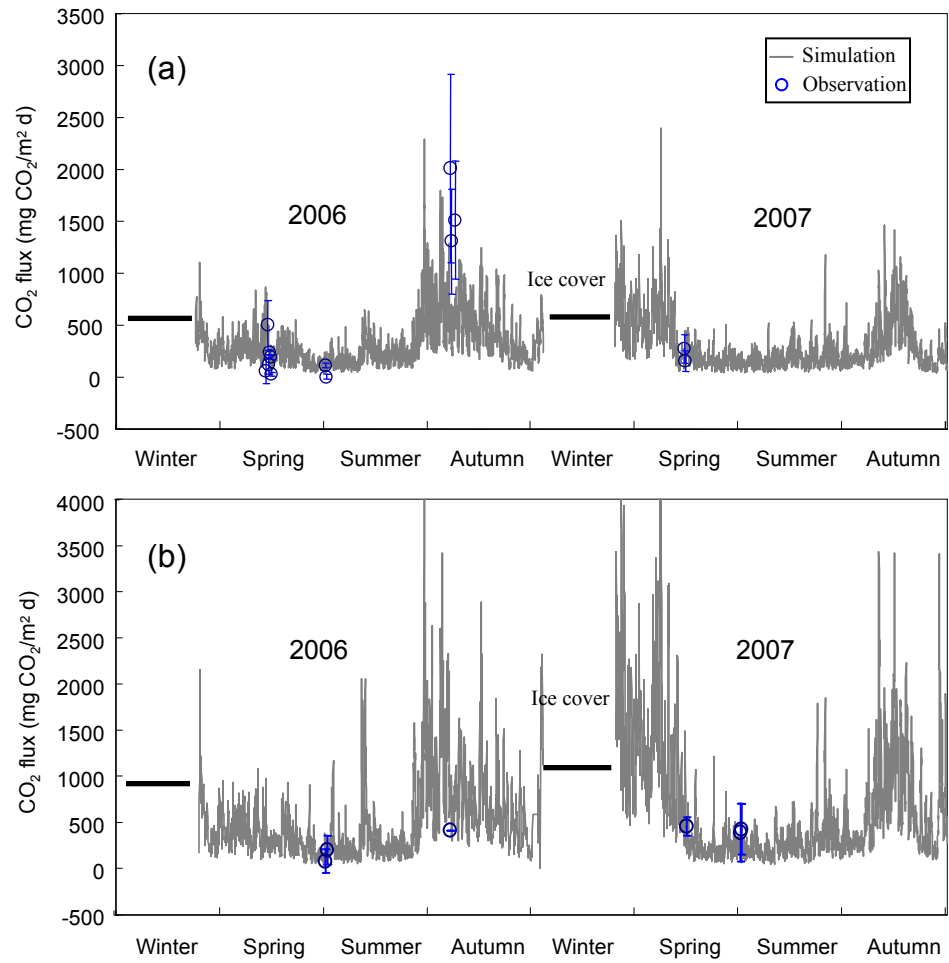 3500
3000
2500
2000
1500
1000
500
0
-500
CO₂ flux (mg CO₂/m² d)
(a)
Simulation
Observation
2006
2007
Ice cover
Winter Spring Summer Autumn Winter Spring Summer Autumn
4000
3500
3000
2500
2000
1500
1000
500
0
-500
CO₂ flux (mg CO₂/m² d)
(b)
2006
2007
Ice cover
Winter Spring Summer Autumn Winter Spring Summer Autumn